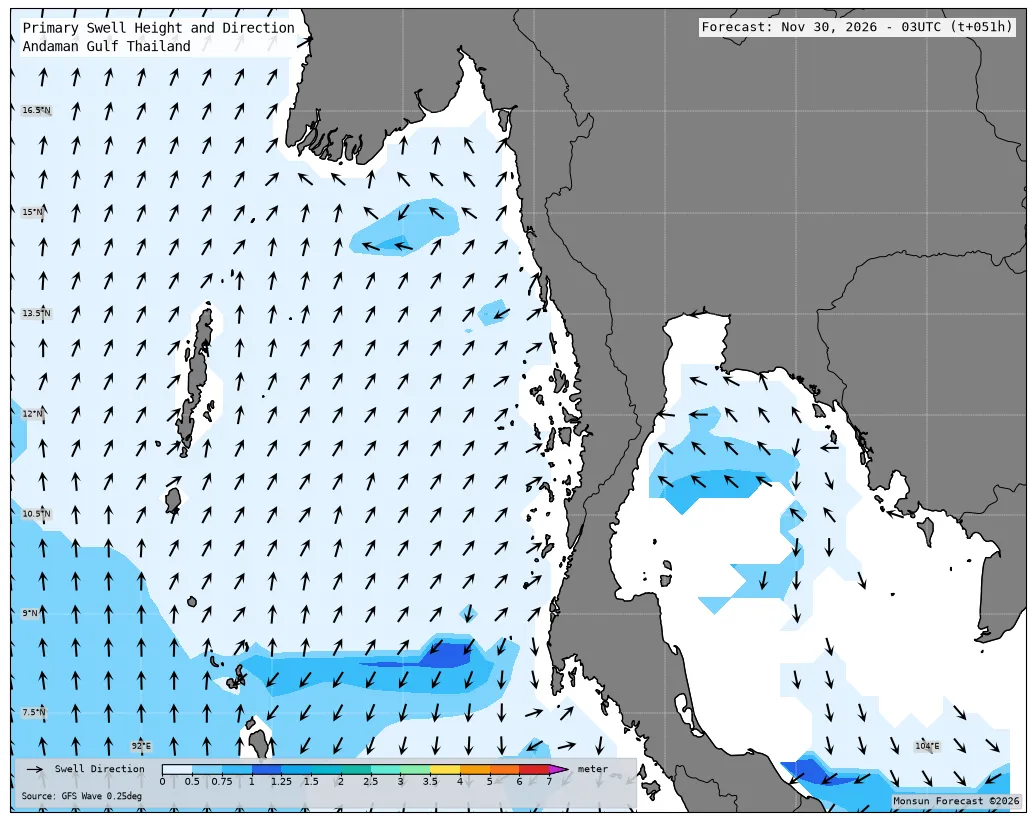 Primary Swell Height and Direction
Andaman Gulf Thailand
Forecast: Nov 30, 2026 - 03UTC (t+051h)
16.5°N
15°N
13.5°N
12°N
10.5°N
9°N
7.5°N
92°E
104°E
Swell Direction
0 0.5 0.75 1 1.25 1.5 2 2.5 3 3.5 4 5 6 7
meter
Source: GFS Wave 0.25deg
Monsun Forecast ©2026